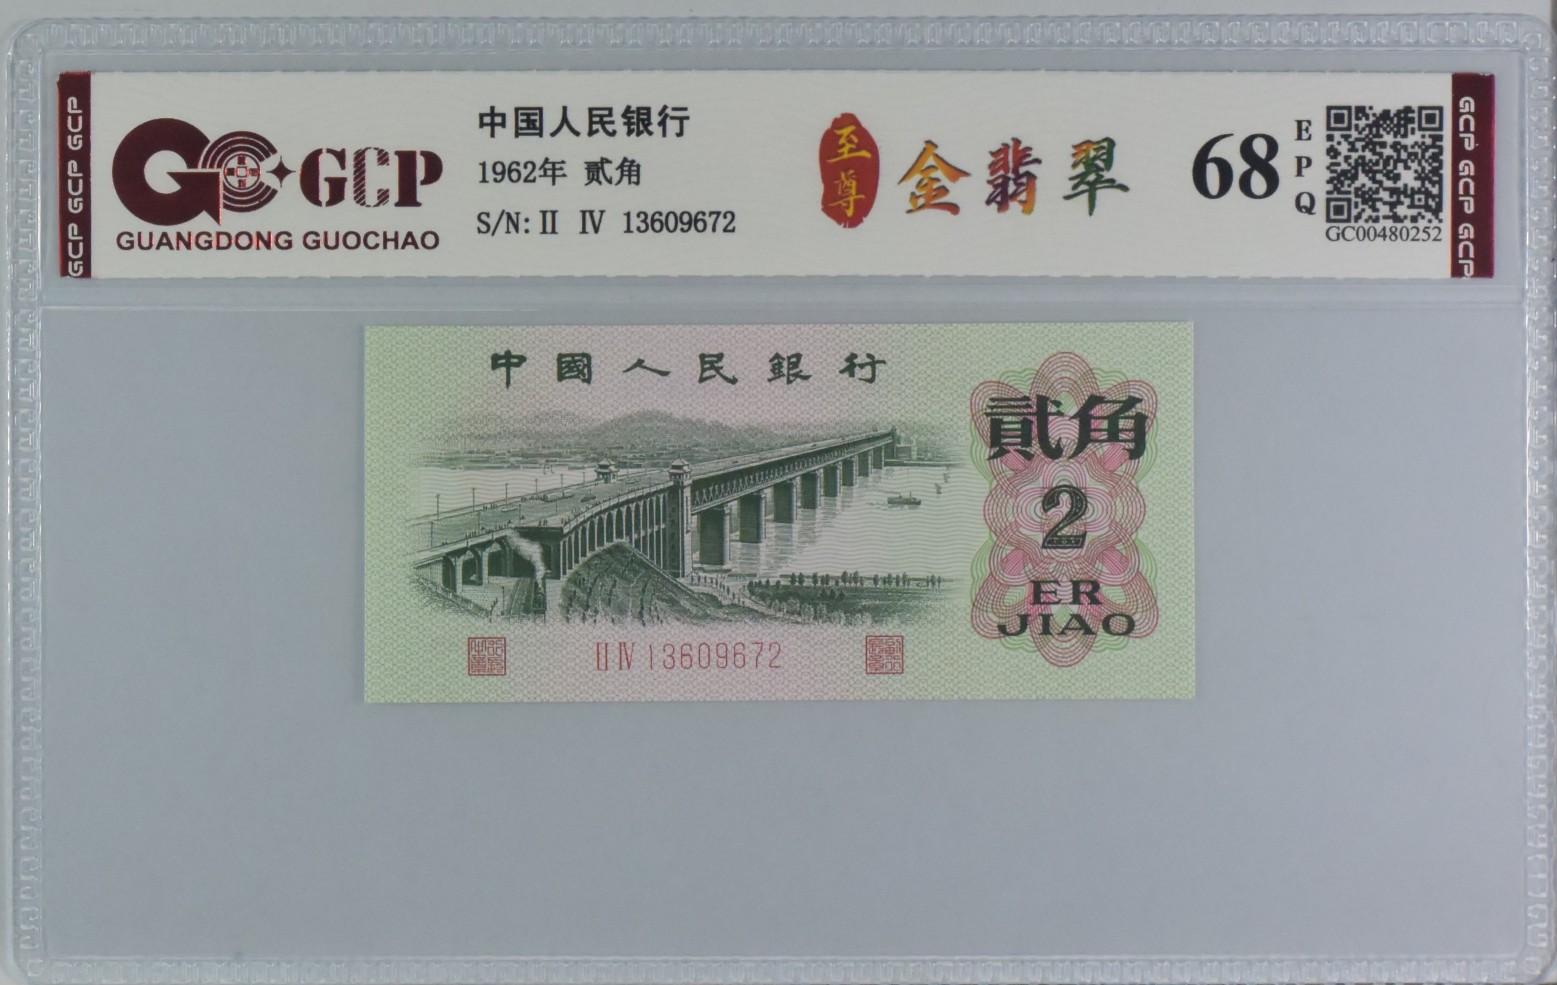 GCP GCP GCP
GCP
GUANGDONG GUOCHAO
中国人民银行
1962年 贰角
S/N: II IV 13609672
至尊
金翡翠
68
EPQ
GC00480252
GCP GCP GCP
中國人民銀行
貳角
2
ER
JIAO
II IV 13609672